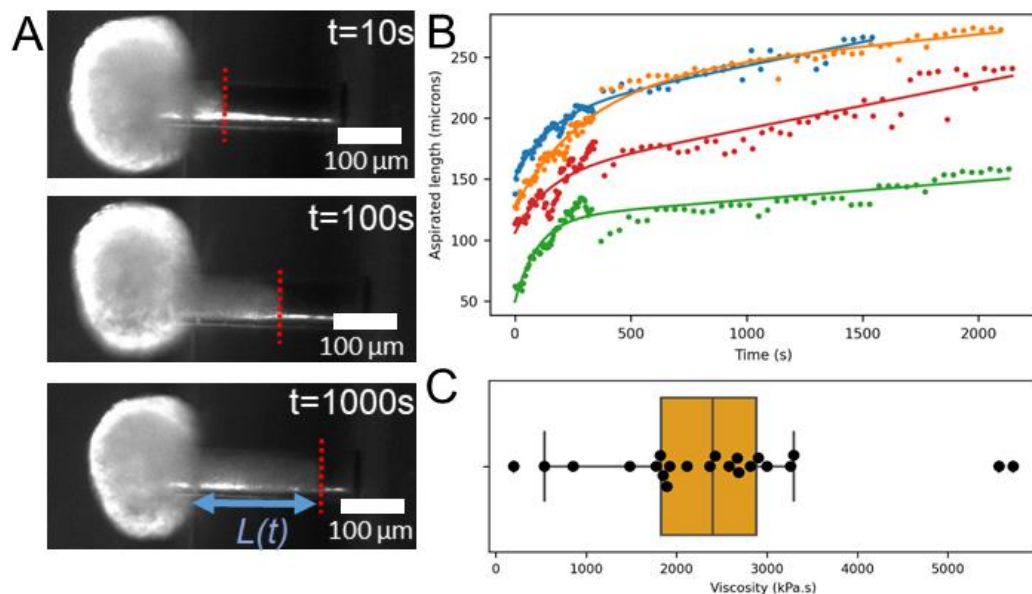 A
t=10s
100 µm
t=100s
100 µm
t=1000s
L(t)
100 µm
B
Aspirated length (microns)
250
200
150
100
50
0
500
1000
1500
2000
Time (s)
C
0
1000
2000
3000
4000
5000
Viscosity (kPa.s)